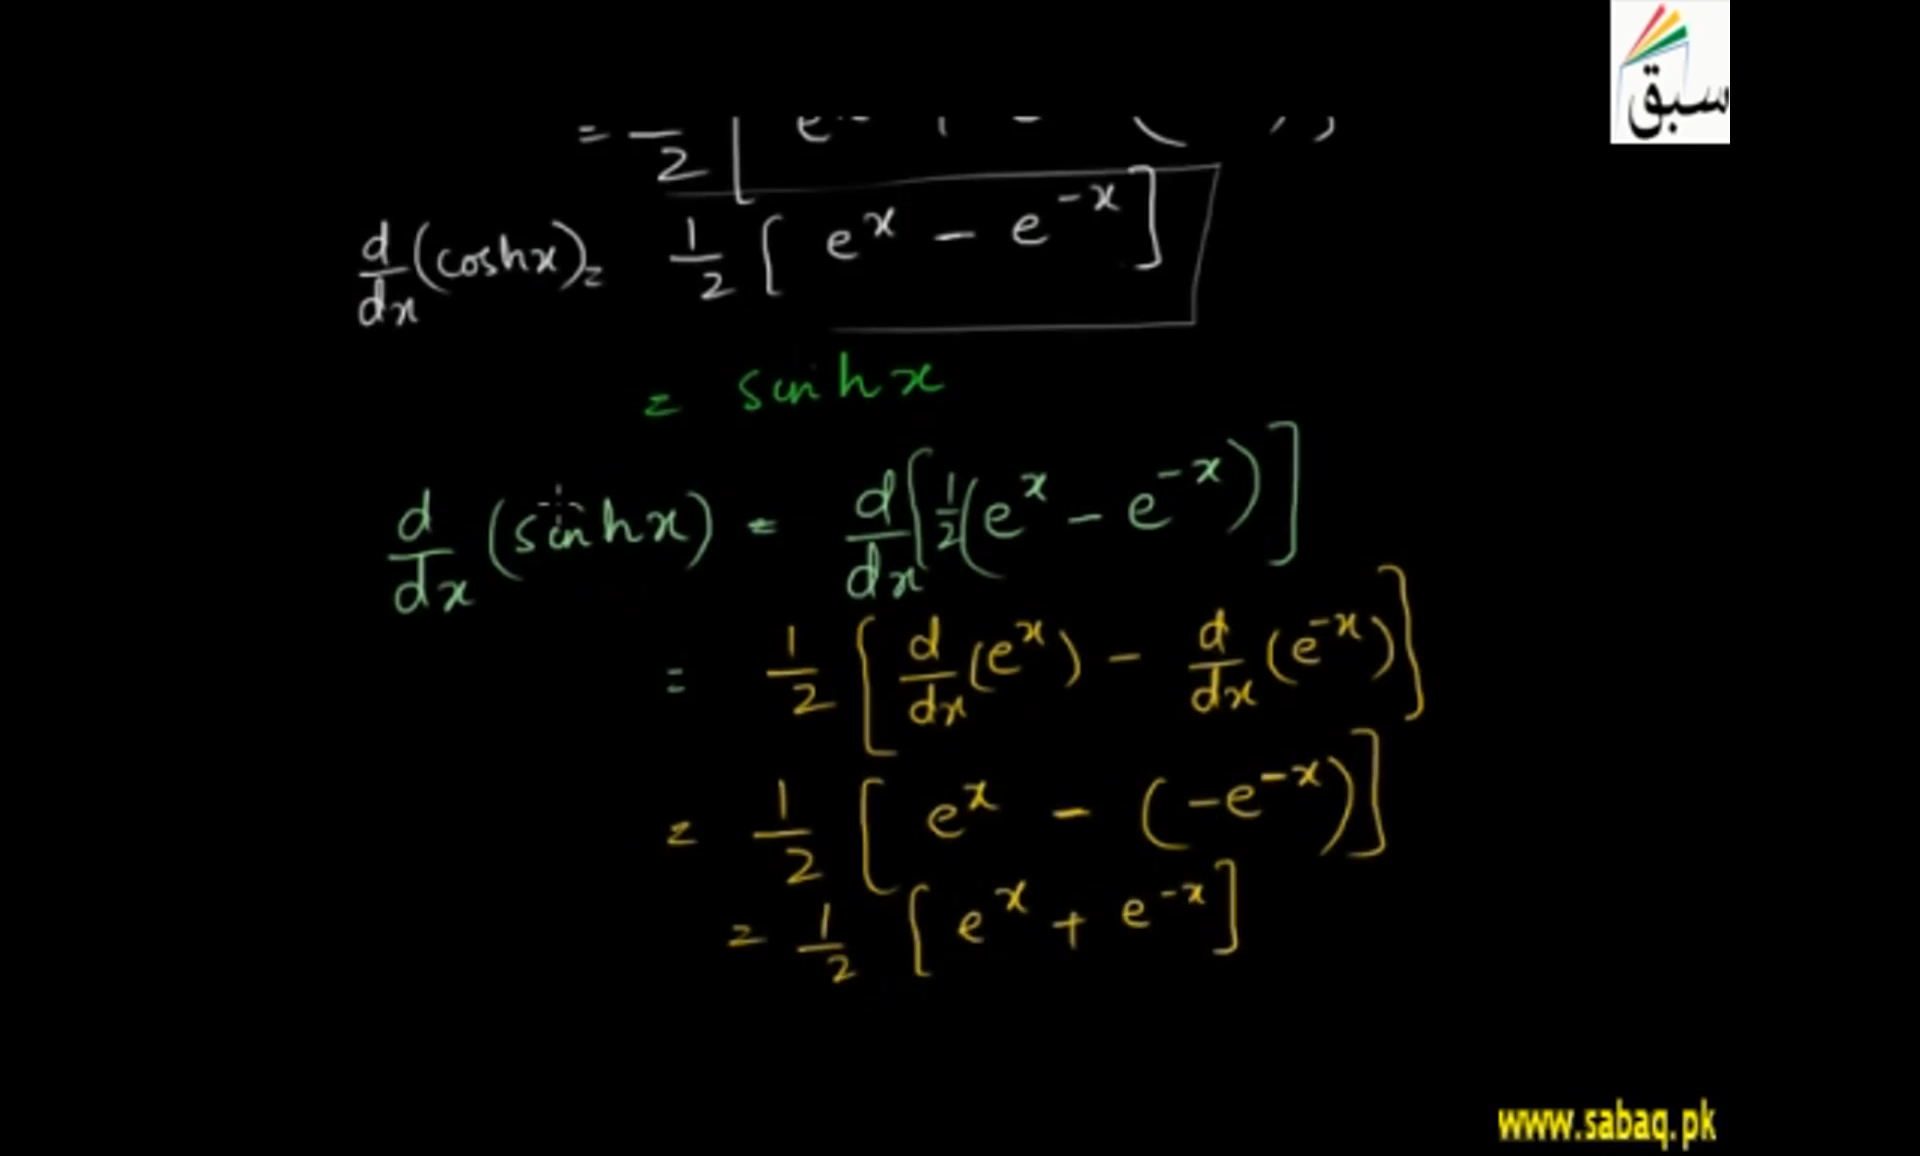 سبق
d/dx (coshx) = 1/2 [ e^x - e^-x ]
= sinhx
d/dx (sinhx) = d/dx [ 1/2 (e^x - e^-x) ]
= 1/2 [ d/dx (e^x) - d/dx (e^-x) ]
= 1/2 [ e^x - (-e^-x) ]
= 1/2 [ e^x + e^-x ]
www.sabaq.pk